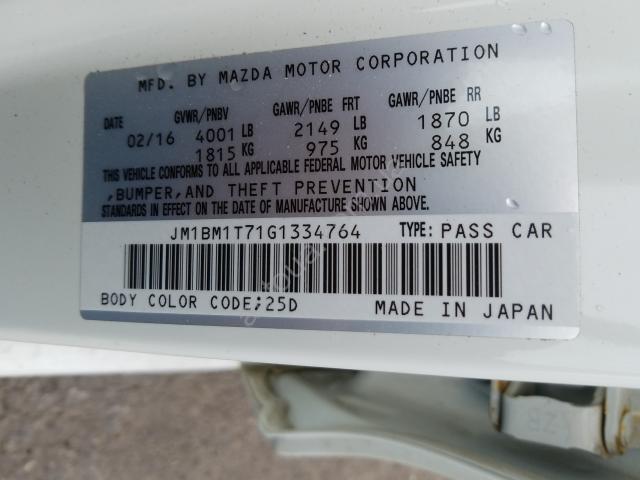 MFD. BY MAZDA MOTOR CORPORATION
DATE GVWR/PNBV GAWR/PNBE FRT GAWR/PNBE RR
02/16 4001 LB 2149 LB 1870 LB
1815 KG 975 KG 848 KG
THIS VEHICLE CONFORMS TO ALL APPLICABLE FEDERAL MOTOR VEHICLE SAFETY
,BUMPER,AND THEFT PREVENTION
STANDARDS IN EFFECT ON THE DATE OF MANUFACTURE SHOWN ABOVE.
JM1BM1T71G1334764 TYPE: PASS CAR
BODY COLOR CODE;25D MADE IN JAPAN